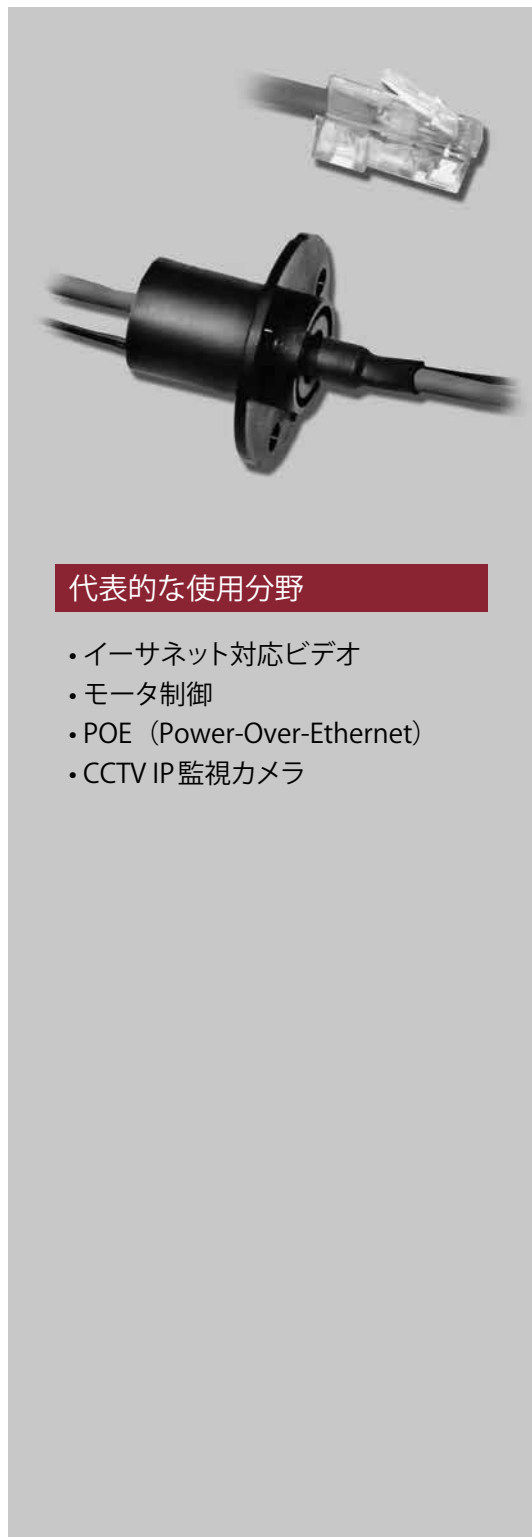 代表的な使用分野
• イーサネット対応ビデオ
• モータ制御
• POE（Power-Over-Ethernet）
• CCTV IP監視カメラ